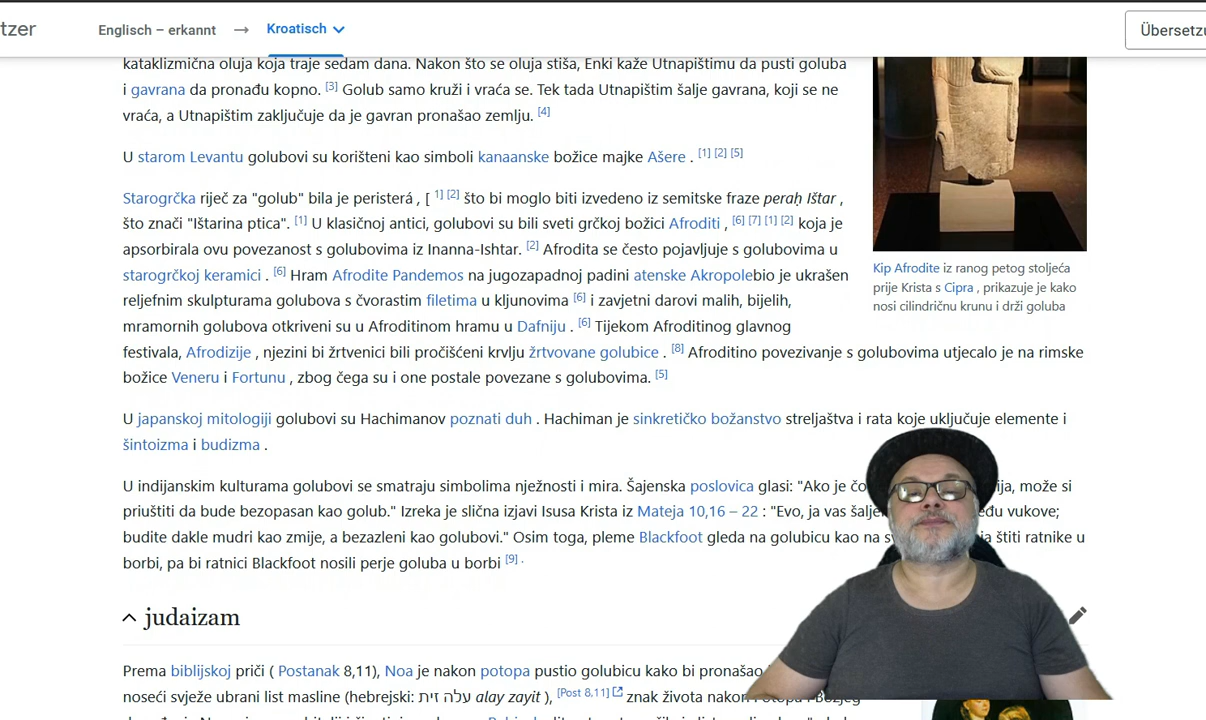 tzer
Englisch – erkannt → Kroatisch
Übersetzu
kataklizmična oluja koja traje sedam dana. Nakon što se oluja stiša, Enki kaže Utnapištimu da pusti goluba
i gavrana da pronađu kopno. [3] Golub samo kruži i vraća se. Tek tada Utnapištim šalje gavrana, koji se ne
vraća, a Utnapištim zaključuje da je gavran pronašao zemlju. [4]
U starom Levantu golubovi su korišteni kao simboli kanaanske božice majke Ašere . [1] [2] [5]
Starogrčka riječ za "golub" bila je peristerá , [ 1] [2] što bi moglo biti izvedeno iz semitske fraze peraḥ Ištar ,
što znači "Ištarina ptica". [1] U klasičnoj antici, golubovi su bili sveti grčkoj božici Afroditi , [6] [7] [1] [2] koja je
apsorbirala ovu povezanost s golubovima iz Inanna-Ishtar. [2] Afrodita se često pojavljuje s golubovima u
starogrčkoj keramici . [6] Hram Afrodite Pandemos na jugozapadnoj padini atenske Akropolebio je ukrašen
reljefnim skulpturama golubova s čvorastim filetima u kljunovima [6] i zavjetni darovi malih, bijelih,
mramornih golubova otkriveni su u Afroditinom hramu u Dafniju . [6] Tijekom Afroditinog glavnog
festivala, Afrodizije , njezini bi žrtvenici bili pročišćeni krvlju žrtvovane golubice . [8] Afroditino povezivanje s golubovima utjecalo je na rimske
božice Veneru i Fortunu , zbog čega su i one postale povezane s golubovima. [5]
Kip Afrodite iz ranog petog stoljeća
prije Krista s Cipra , prikazuje je kako
nosi cilindričnu krunu i drži goluba
U japanskoj mitologiji golubovi su Hachimanov poznati duh . Hachiman je sinkretičko božanstvo streljaštva i rata koje uključuje elemente i
šintoizma i budizma .
U indijanskim kulturama golubovi se smatraju simbolima nježnosti i mira. Šajenska poslovica glasi: "Ako je čo ija, može si
priuštiti da bude bezopasan kao golub." Izreka je slična izjavi Isusa Krista iz Mateja 10,16 – 22 : "Evo, ja vas šalje eđu vukove;
budite dakle mudri kao zmije, a bezazleni kao golubovi." Osim toga, pleme Blackfoot gleda na golubicu kao na sv ja štiti ratnike u
borbi, pa bi ratnici Blackfoot nosili perje goluba u borbi [9] .
judaizam
Prema biblijskoj priči ( Postanak 8,11), Noa je nakon potopa pustio golubicu kako bi pronašao
noseći svježe ubrani list masline (hebrejski: עלה זית alay zayit ), [Post 8,11] znak života nakon